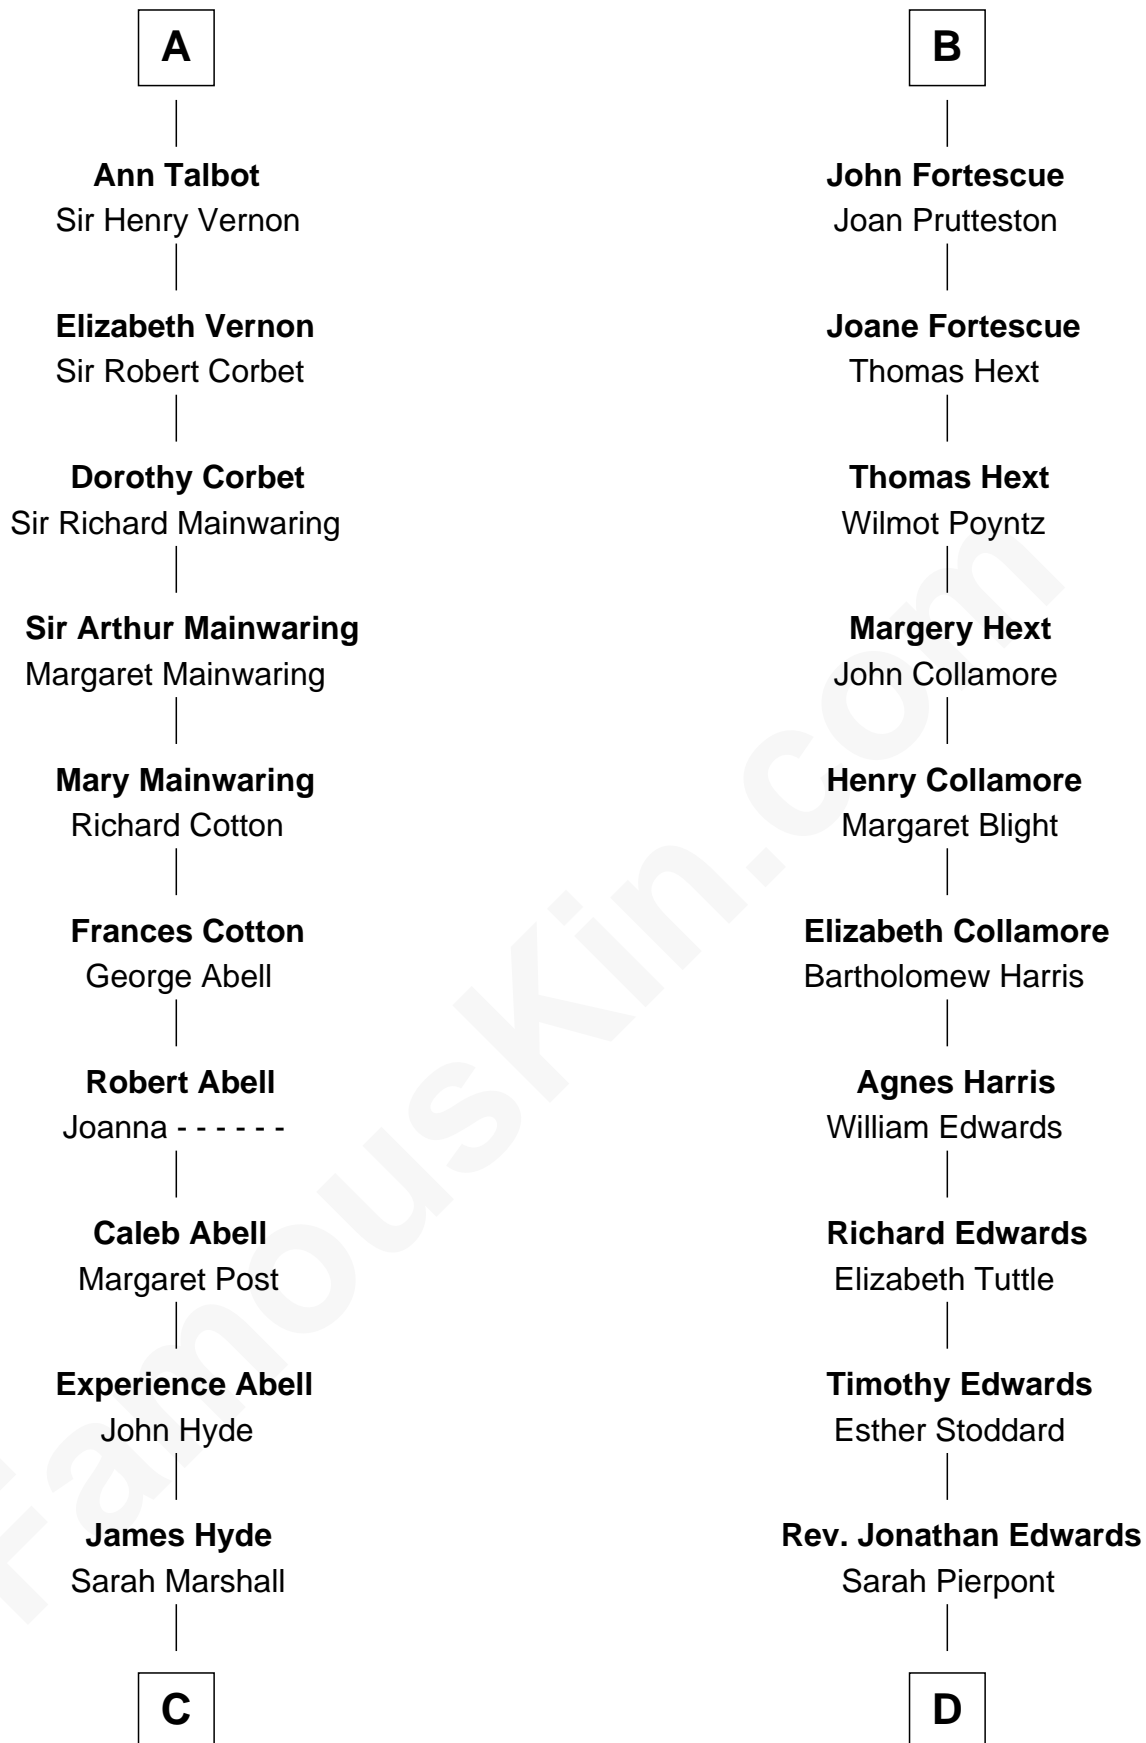 A
Ann Talbot
Sir Henry Vernon
Elizabeth Vernon
Sir Robert Corbet
Dorothy Corbet
Sir Richard Mainwaring
Sir Arthur Mainwaring
Margaret Mainwaring
Mary Mainwaring
Richard Cotton
Frances Cotton
George Abell
Robert Abell
Joanna - - - - - -
Caleb Abell
Margaret Post
Experience Abell
John Hyde
James Hyde
Sarah Marshall
C
B
John Fortescue
Joan Prutteston
Joane Fortescue
Thomas Hext
Thomas Hext
Wilmot Poyntz
Margery Hext
John Collamore
Henry Collamore
Margaret Blight
Elizabeth Collamore
Bartholomew Harris
Agnes Harris
William Edwards
Richard Edwards
Elizabeth Tuttle
Timothy Edwards
Esther Stoddard
Rev. Jonathan Edwards
Sarah Pierpont
D
FamousKin.com